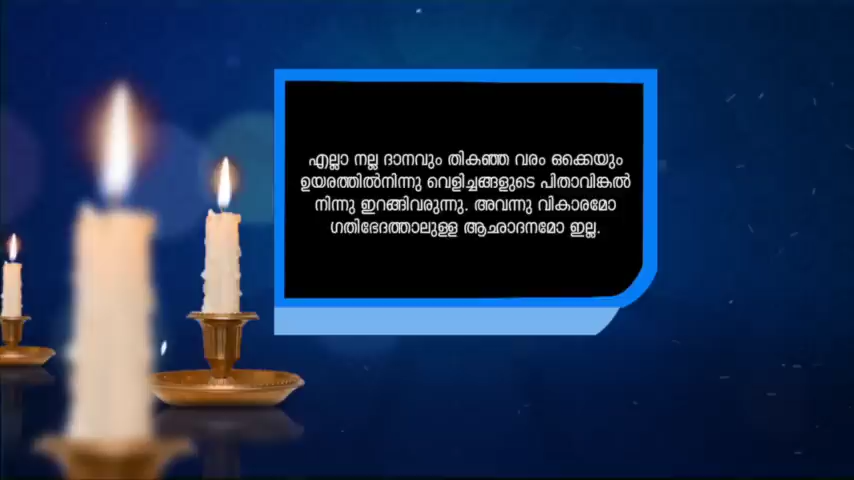 എല്ലാ നല്ല ദാനവും തികഞ്ഞ വരം ഒക്കെയും
ഉയരത്തിൽനിന്നു വെളിച്ചങ്ങളുടെ പിതാവിങ്കൽ
നിന്നു ഇറങ്ങിവരുന്നു. അവന്നു വികാരമോ
ഗതിഭേദത്താലുള്ള ആഛാദനമോ ഇല്ല.